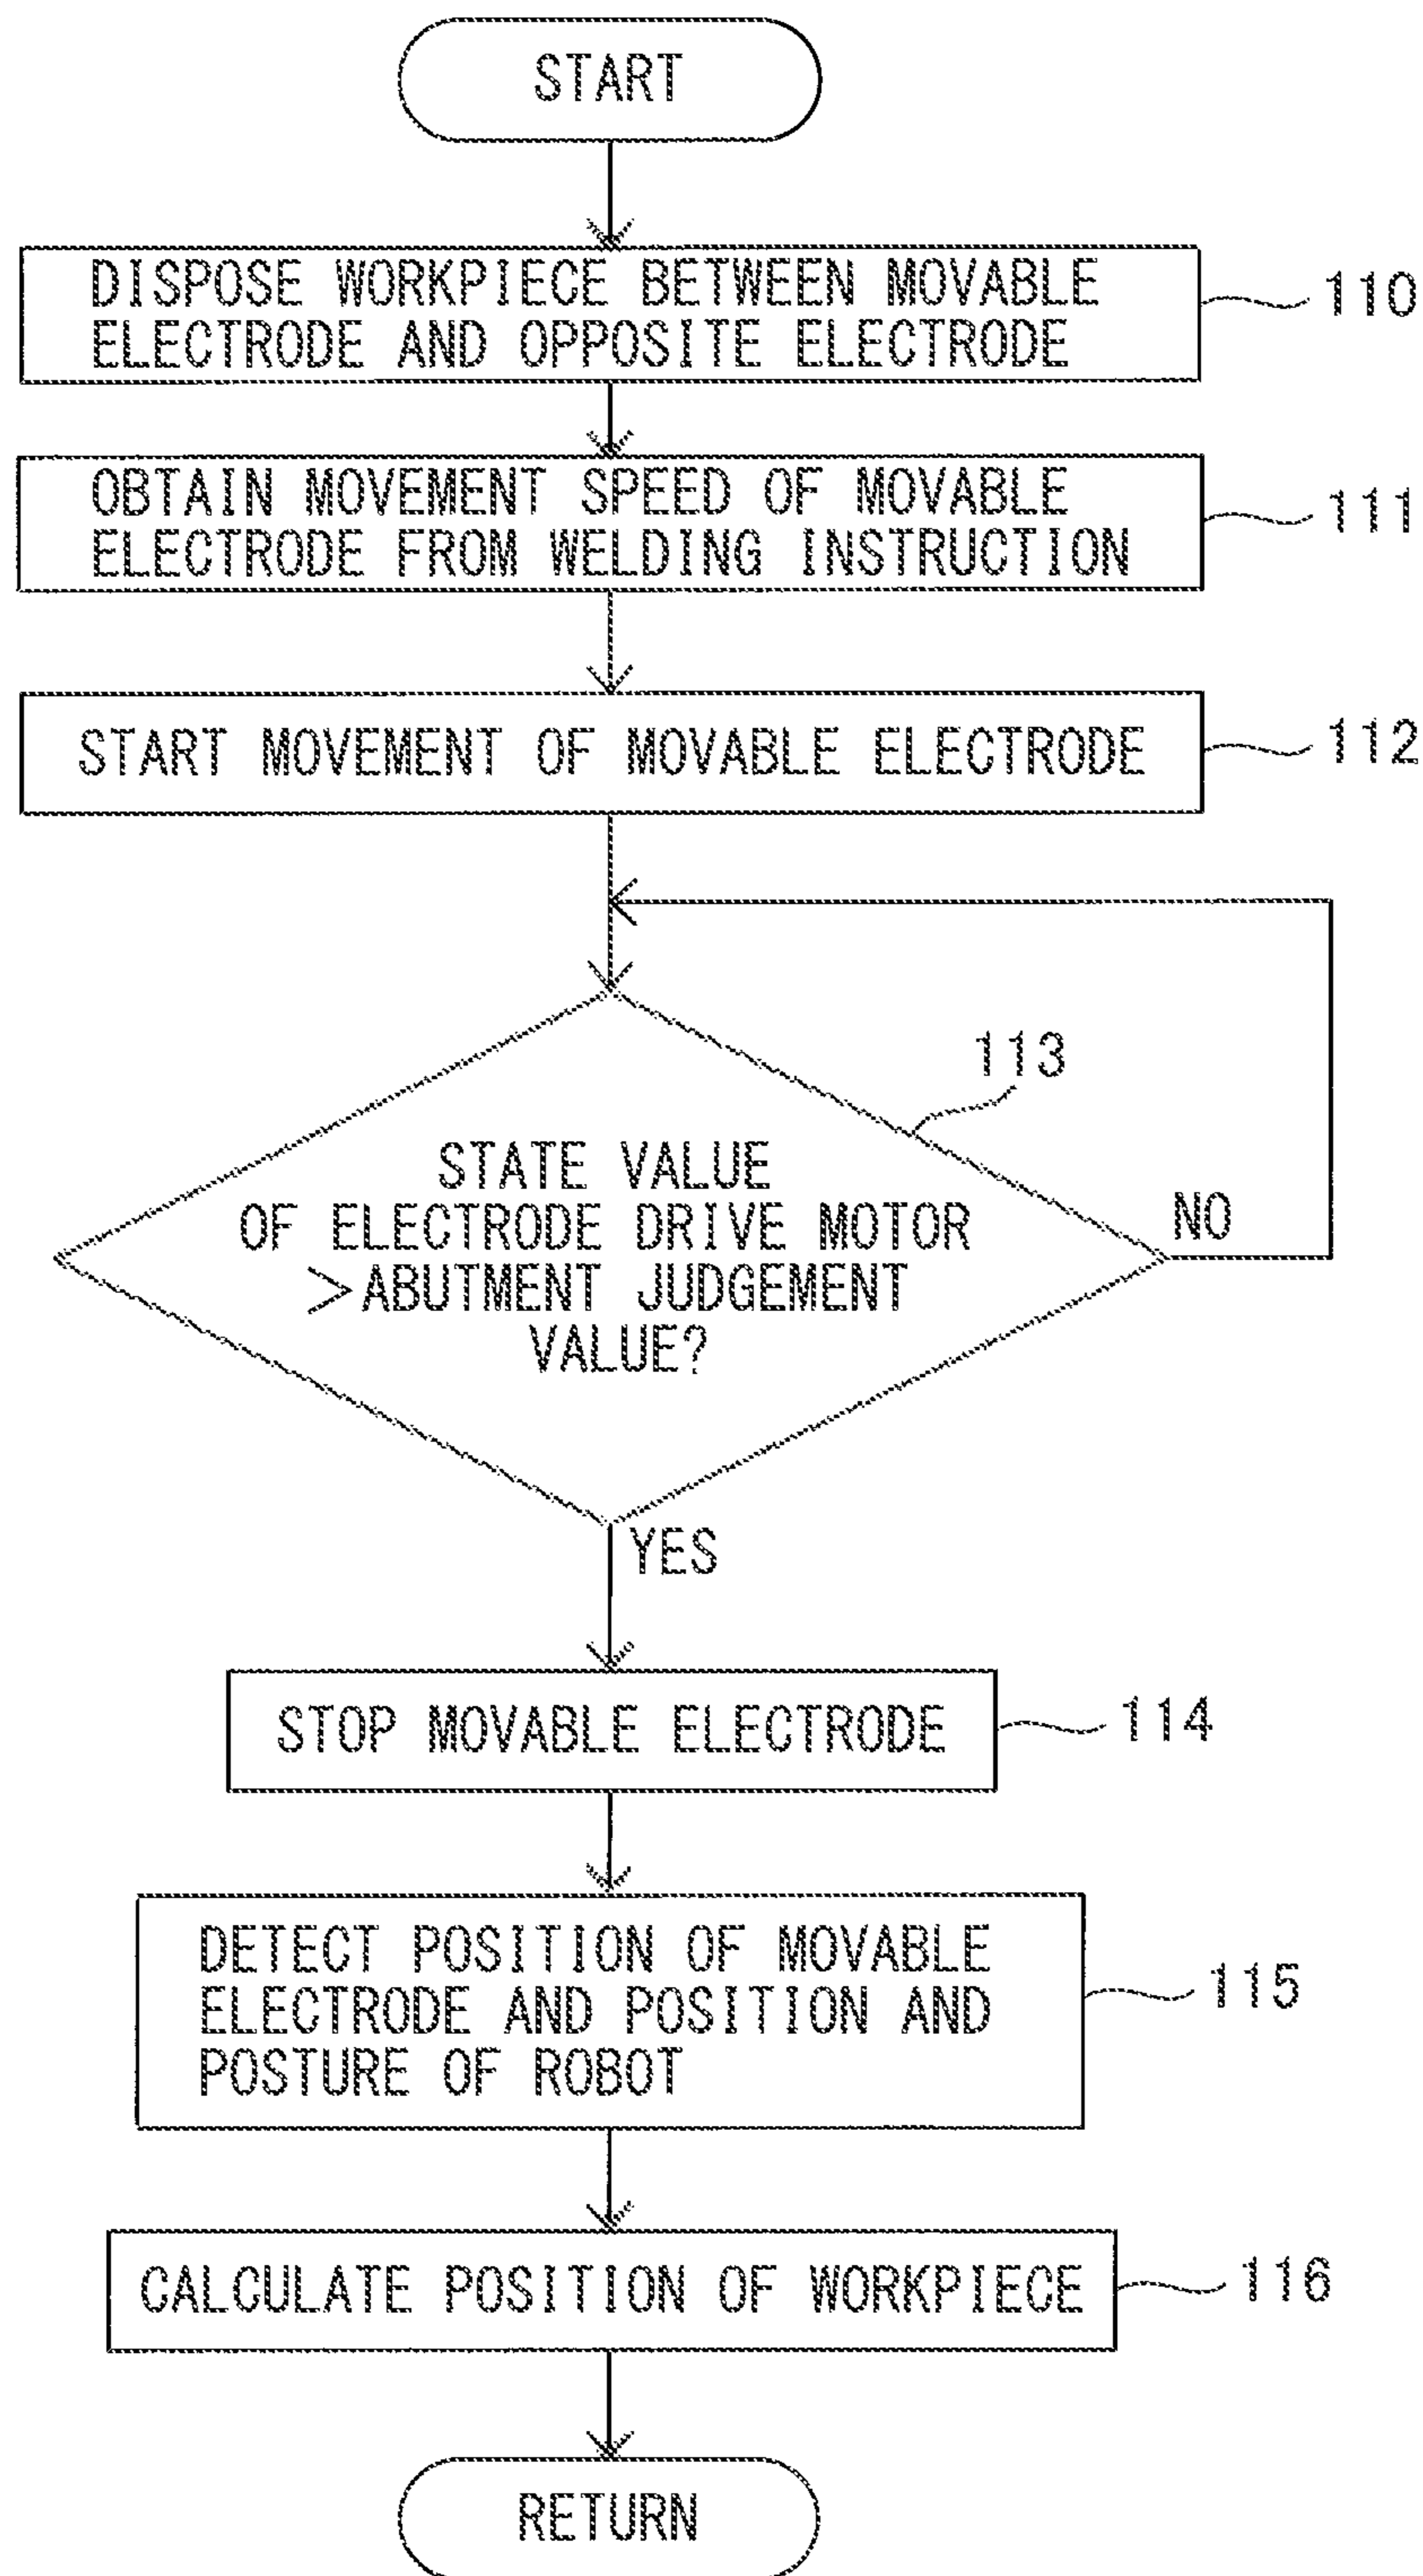 START
DISPOSE WORKPIECE BETWEEN MOVABLE
ELECTRODE AND OPPOSITE ELECTRODE
110
OBTAIN MOVEMENT SPEED OF MOVABLE
ELECTRODE FROM WELDING INSTRUCTION
111
START MOVEMENT OF MOVABLE ELECTRODE
112
113
STATE VALUE
OF ELECTRODE DRIVE MOTOR
>ABUTMENT JUDGEMENT
VALUE?
NO
YES
STOP MOVABLE ELECTRODE
114
DETECT POSITION OF MOVABLE
ELECTRODE AND POSITION AND
POSTURE OF ROBOT
115
CALCULATE POSITION OF WORKPIECE
116
RETURN